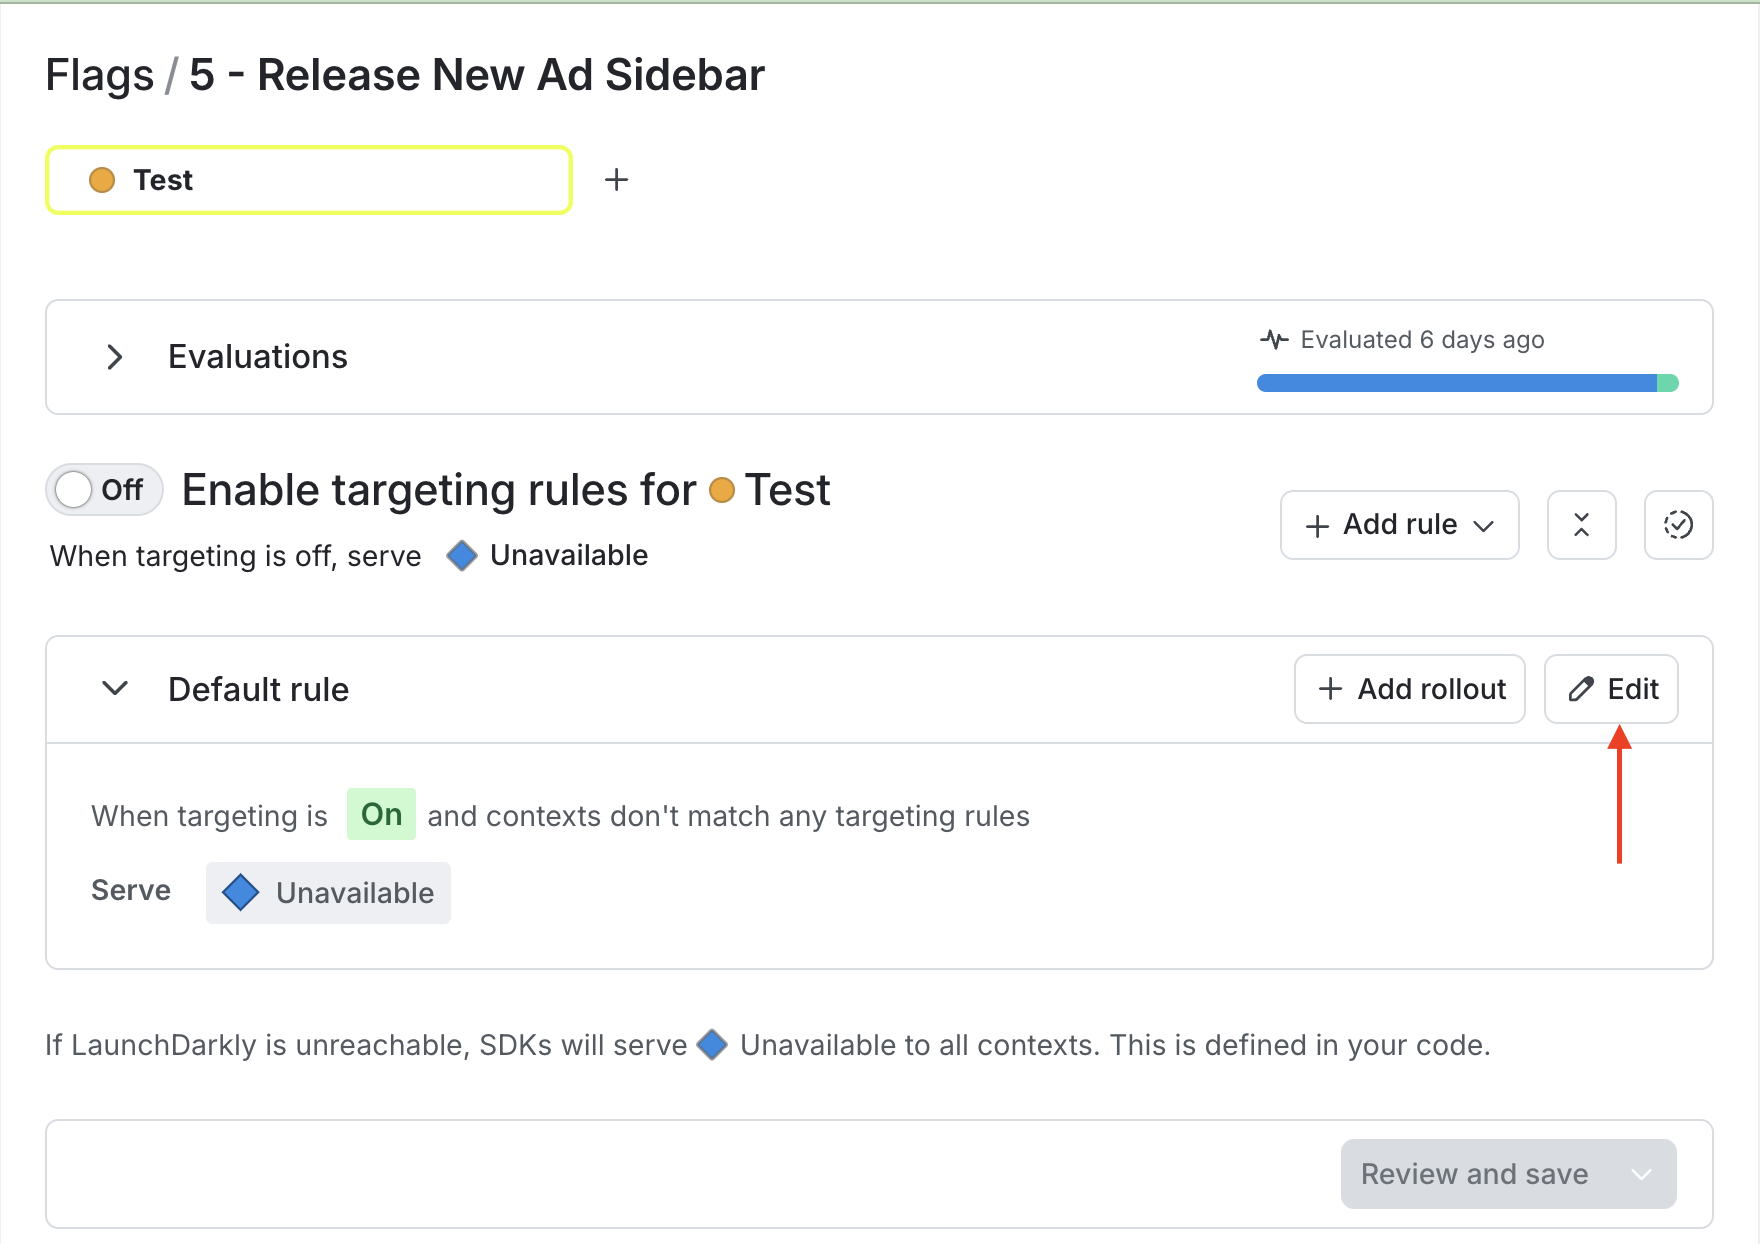 Flags / 5 - Release New Ad Sidebar
Test
Evaluations
Evaluated 6 days ago
Off
Enable targeting rules for Test
When targeting is off, serve Unavailable
Add rule
Default rule
Add rollout
Edit
When targeting is On and contexts don't match any targeting rules
Serve Unavailable
If LaunchDarkly is unreachable, SDKs will serve Unavailable to all contexts. This is defined in your code.
Review and save